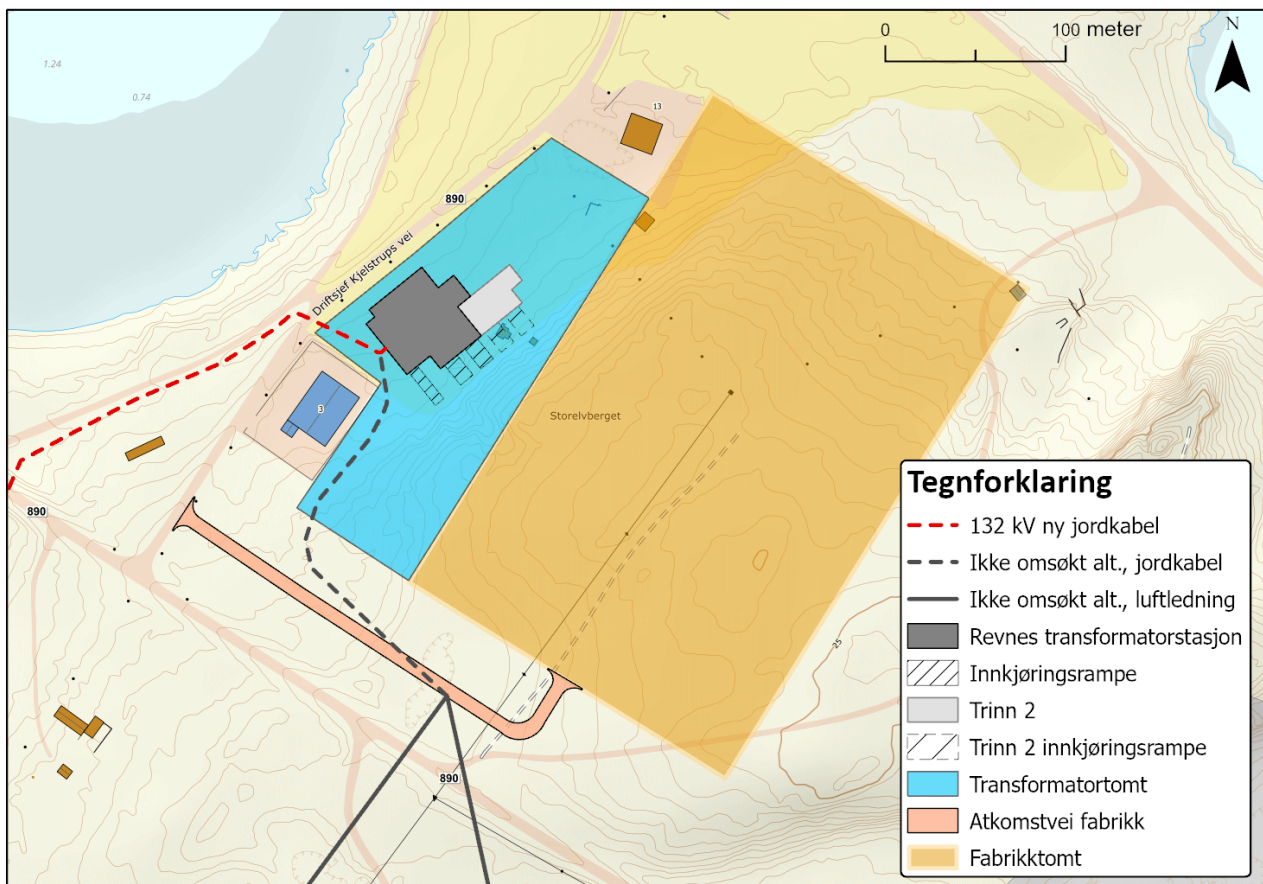 0 100 meter
N
1.24
0.74
13
890
Driftsjef Kjelstrups vei
3
Storelvberget
890
25
890
Tegnforklaring
132 kV ny jordkabel
Ikke omsøkt alt., jordkabel
Ikke omsøkt alt., luftledning
Revnes transformatorstasjon
Innkjøringsrampe
Trinn 2
Trinn 2 innkjøringsrampe
Transformatortomt
Atkomstvei fabrikk
Fabrikktomt